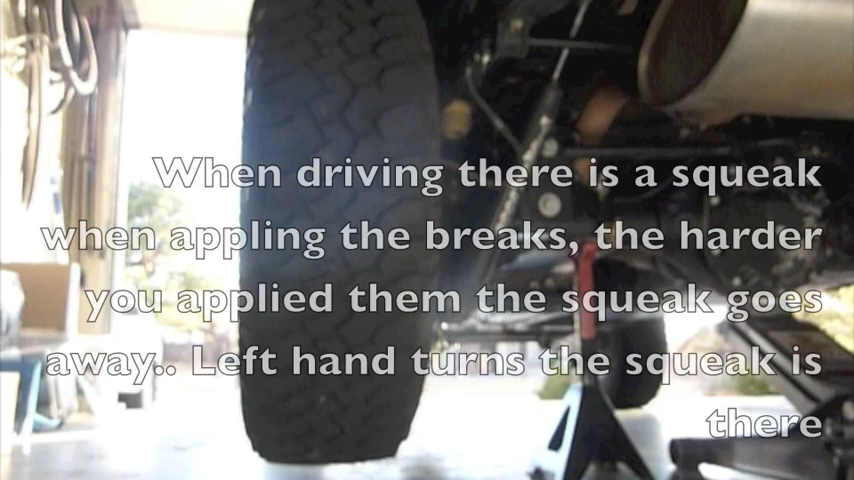 When driving there is a squeak
when appling the breaks, the harder
you applied them the squeak goes
away.. Left hand turns the squeak is
there